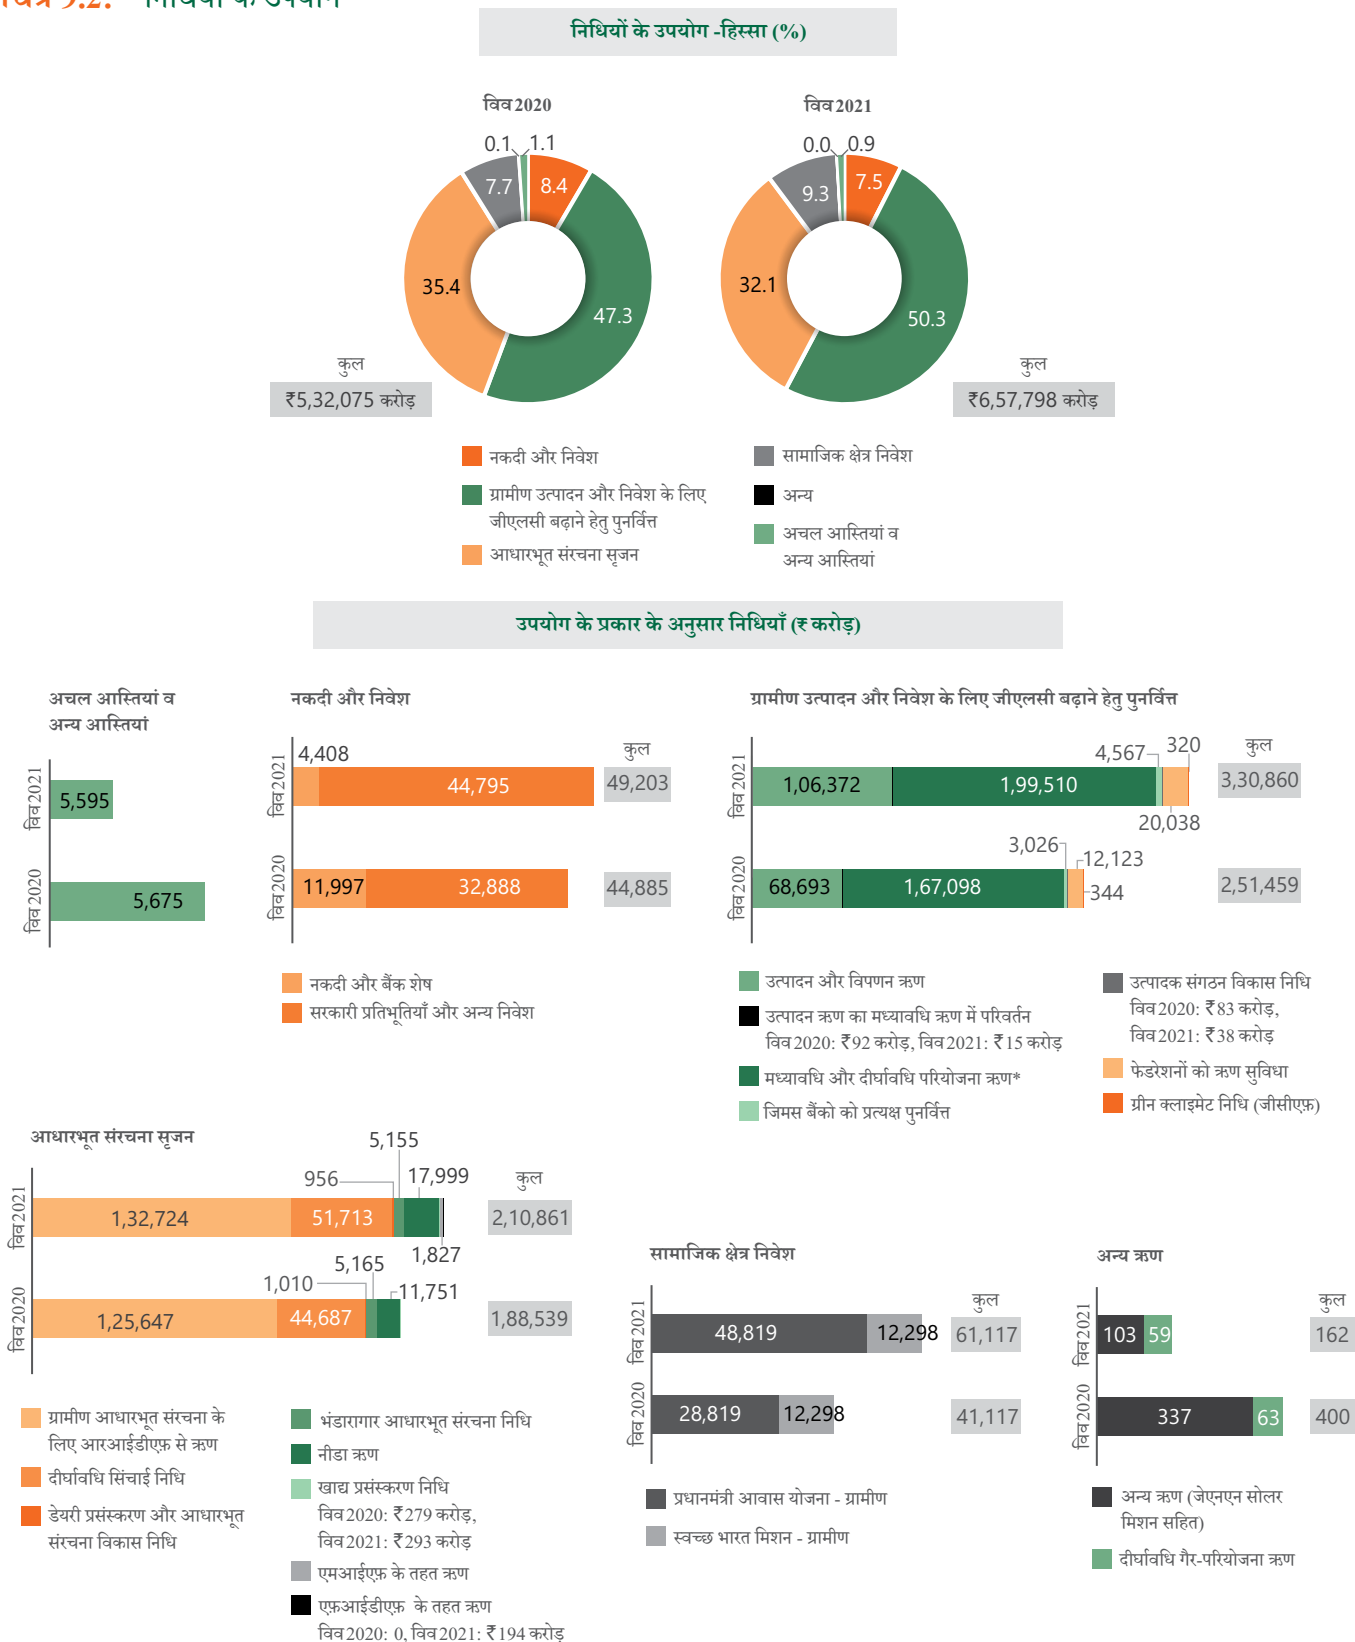 चित्र 3.2: निधियों के उपयोग
निधियों के उपयोग -हिस्सा (%)
विव 2020
विव 2021
0.1 1.1
0.0 0.9
7.7 8.4
9.3 7.5
35.4
47.3
32.1
50.3
कुल
₹5,32,075 करोड़
कुल
₹6,57,798 करोड़
नकदी और निवेश
ग्रामीण उत्पादन और निवेश के लिए
जीएलसी बढ़ाने हेतु पुनर्वित्त
आधारभूत संरचना सृजन
सामाजिक क्षेत्र निवेश
अन्य
अचल आस्तियां व
अन्य आस्तियां
उपयोग के प्रकार के अनुसार निधियाँ (₹ करोड़)
अचल आस्तियां व
अन्य आस्तियां
विव 2021
5,595
विव 2020
5,675
नकदी और निवेश
कुल
विव 2021
4,408
44,795
49,203
विव 2020
11,997
32,888
44,885
नकदी और बैंक शेष
सरकारी प्रतिभूतियाँ और अन्य निवेश
ग्रामीण उत्पादन और निवेश के लिए जीएलसी बढ़ाने हेतु पुनर्वित्त
कुल
विव 2021
1,06,372
1,99,510
4,567
320
20,038
3,30,860
विव 2020
68,693
1,67,098
3,026
12,123
344
2,51,459
उत्पादन और विपणन ऋण
उत्पादन ऋण का मध्यावधि ऋण में परिवर्तन
विव 2020: ₹92 करोड़, विव 2021: ₹15 करोड़
मध्यावधि और दीर्घावधि परियोजना ऋण*
जिमस बैंको को प्रत्यक्ष पुनर्वित्त
उत्पादक संगठन विकास निधि
विव 2020: ₹83 करोड़,
विव 2021: ₹38 करोड़
फेडरेशनों को ऋण सुविधा
ग्रीन क्लाइमेट निधि (जीसीएफ़)
आधारभूत संरचना सृजन
कुल
विव 2021
1,32,724
51,713
956
5,155
17,999
1,827
2,10,861
विव 2020
1,25,647
44,687
1,010
5,165
11,751
1,88,539
ग्रामीण आधारभूत संरचना के
लिए आरआईडीएफ़ से ऋण
दीर्घावधि सिंचाई निधि
डेयरी प्रसंस्करण और आधारभूत
संरचना विकास निधि
भंडारागार आधारभूत संरचना निधि
नीडा ऋण
खाद्य प्रसंस्करण निधि
विव 2020: ₹279 करोड़,
विव 2021: ₹293 करोड़
एमआईएफ़ के तहत ऋण
एफ़आईडीएफ़ के तहत ऋण
विव 2020: 0, विव 2021: ₹194 करोड़
सामाजिक क्षेत्र निवेश
कुल
विव 2021
48,819
12,298
61,117
विव 2020
28,819
12,298
41,117
प्रधानमंत्री आवास योजना - ग्रामीण
स्वच्छ भारत मिशन - ग्रामीण
अन्य ऋण
कुल
विव 2021
103
59
162
विव 2020
337
63
400
अन्य ऋण (जेएनएन सोलर
मिशन सहित)
दीर्घावधि गैर-परियोजना ऋण